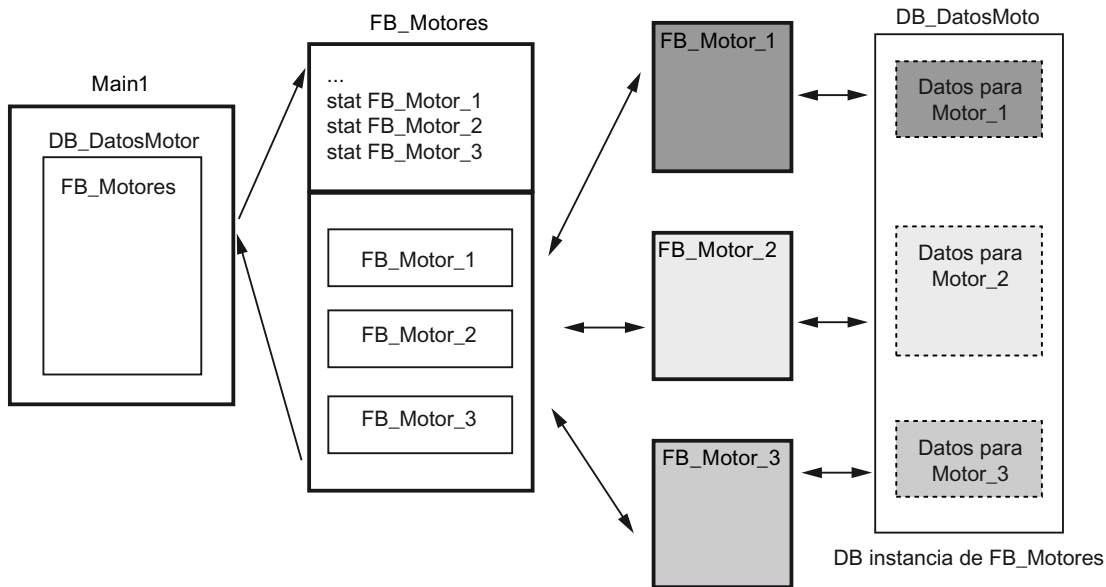 Main1
DB_DatosMotor
FB_Motores
FB_Motores
...
stat FB_Motor_1
stat FB_Motor_2
stat FB_Motor_3
FB_Motor_1
FB_Motor_2
FB_Motor_3
FB_Motor_1
FB_Motor_2
FB_Motor_3
DB_DatosMoto
Datos para
Motor_1
Datos para
Motor_2
Datos para
Motor_3
DB instancia de FB_Motores